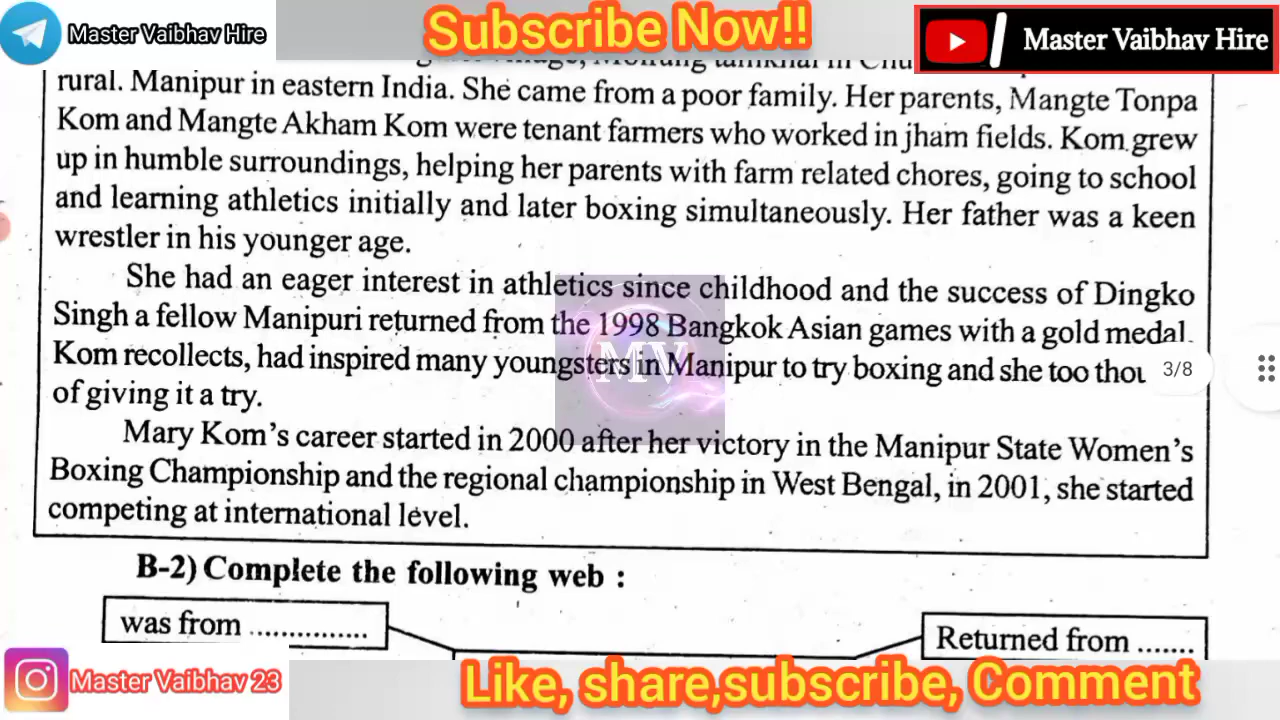 Master Vaibhav Hire
Subscribe Now!!
Master Vaibhav Hire
rural. Manipur in eastern India. She came from a poor family. Her parents, Mangte Tonpa
Kom and Mangte Akham Kom were tenant farmers who worked in jham fields. Kom grew
up in humble surroundings, helping her parents with farm related chores, going to school
and learning athletics initially and later boxing simultaneously. Her father was a keen
wrestler in his younger age.
She had an eager interest in athletics since childhood and the success of Dingko
Singh a fellow Manipuri returned from the 1998 Bangkok Asian games with a gold medal.
Kom recollects, had inspired many youngsters in Manipur to try boxing and she too thou
3/8
of giving it a try.
MV
Mary Kom's career started in 2000 after her victory in the Manipur State Women's
Boxing Championship and the regional championship in West Bengal, in 2001, she started
competing at international level.
B-2) Complete the following web :
was from ...............
Returned from .......
Master Vaibhav 23
Like, share,subscribe, Comment